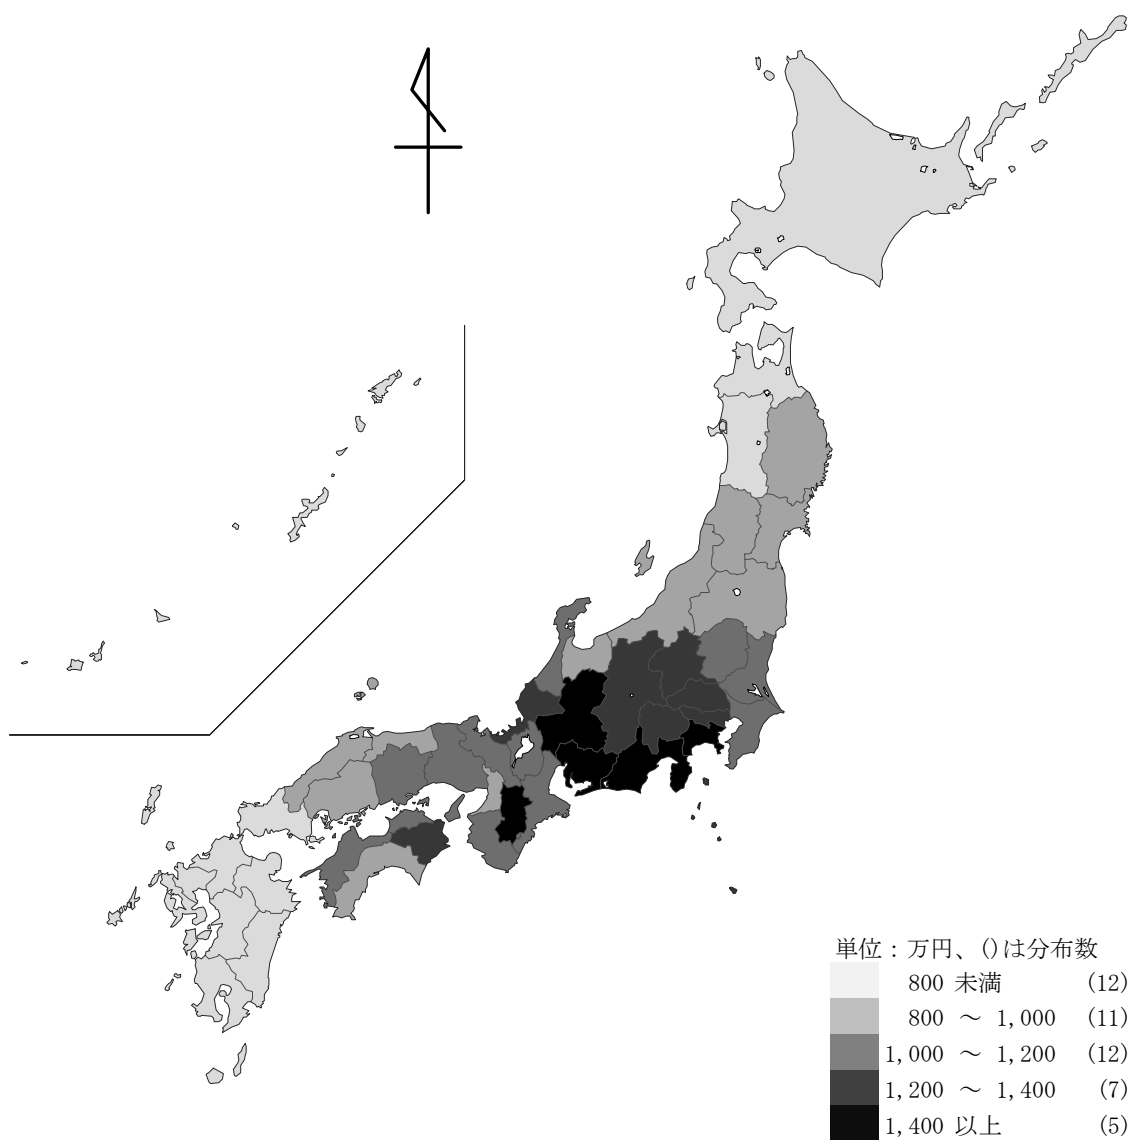 単位：万円、()は分布数
800 未満 (12)
800 ～ 1,000 (11)
1,000 ～ 1,200 (12)
1,200 ～ 1,400 (7)
1,400 以上 (5)